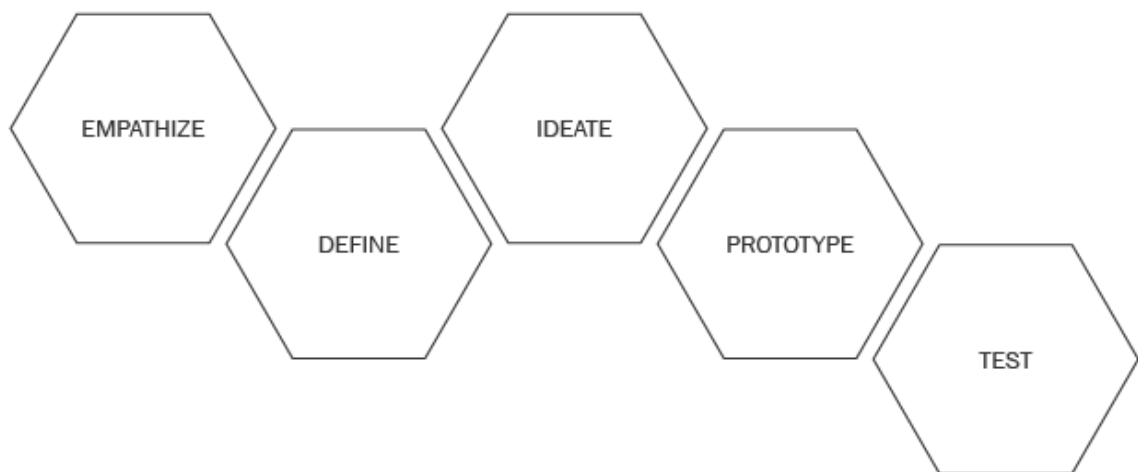 EMPATHIZE
DEFINE
IDEATE
PROTOTYPE
TEST